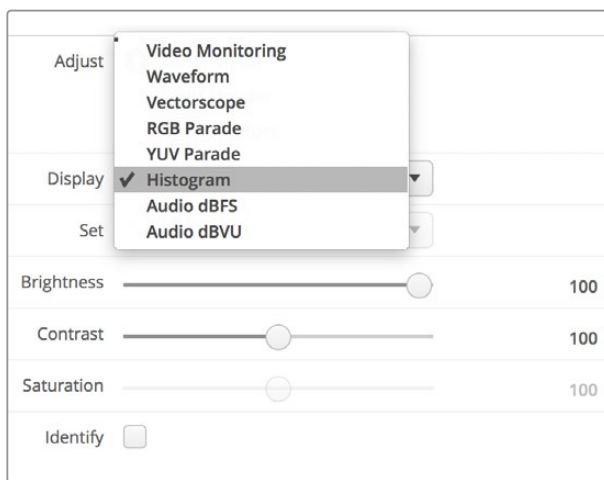 Adjust
Video Monitoring
Waveform
Vectorscope
RGB Parade
YUV Parade
Display ✓ Histogram
Audio dBFS
Set Audio dBVU
Brightness 100
Contrast 100
Saturation 100
Identify